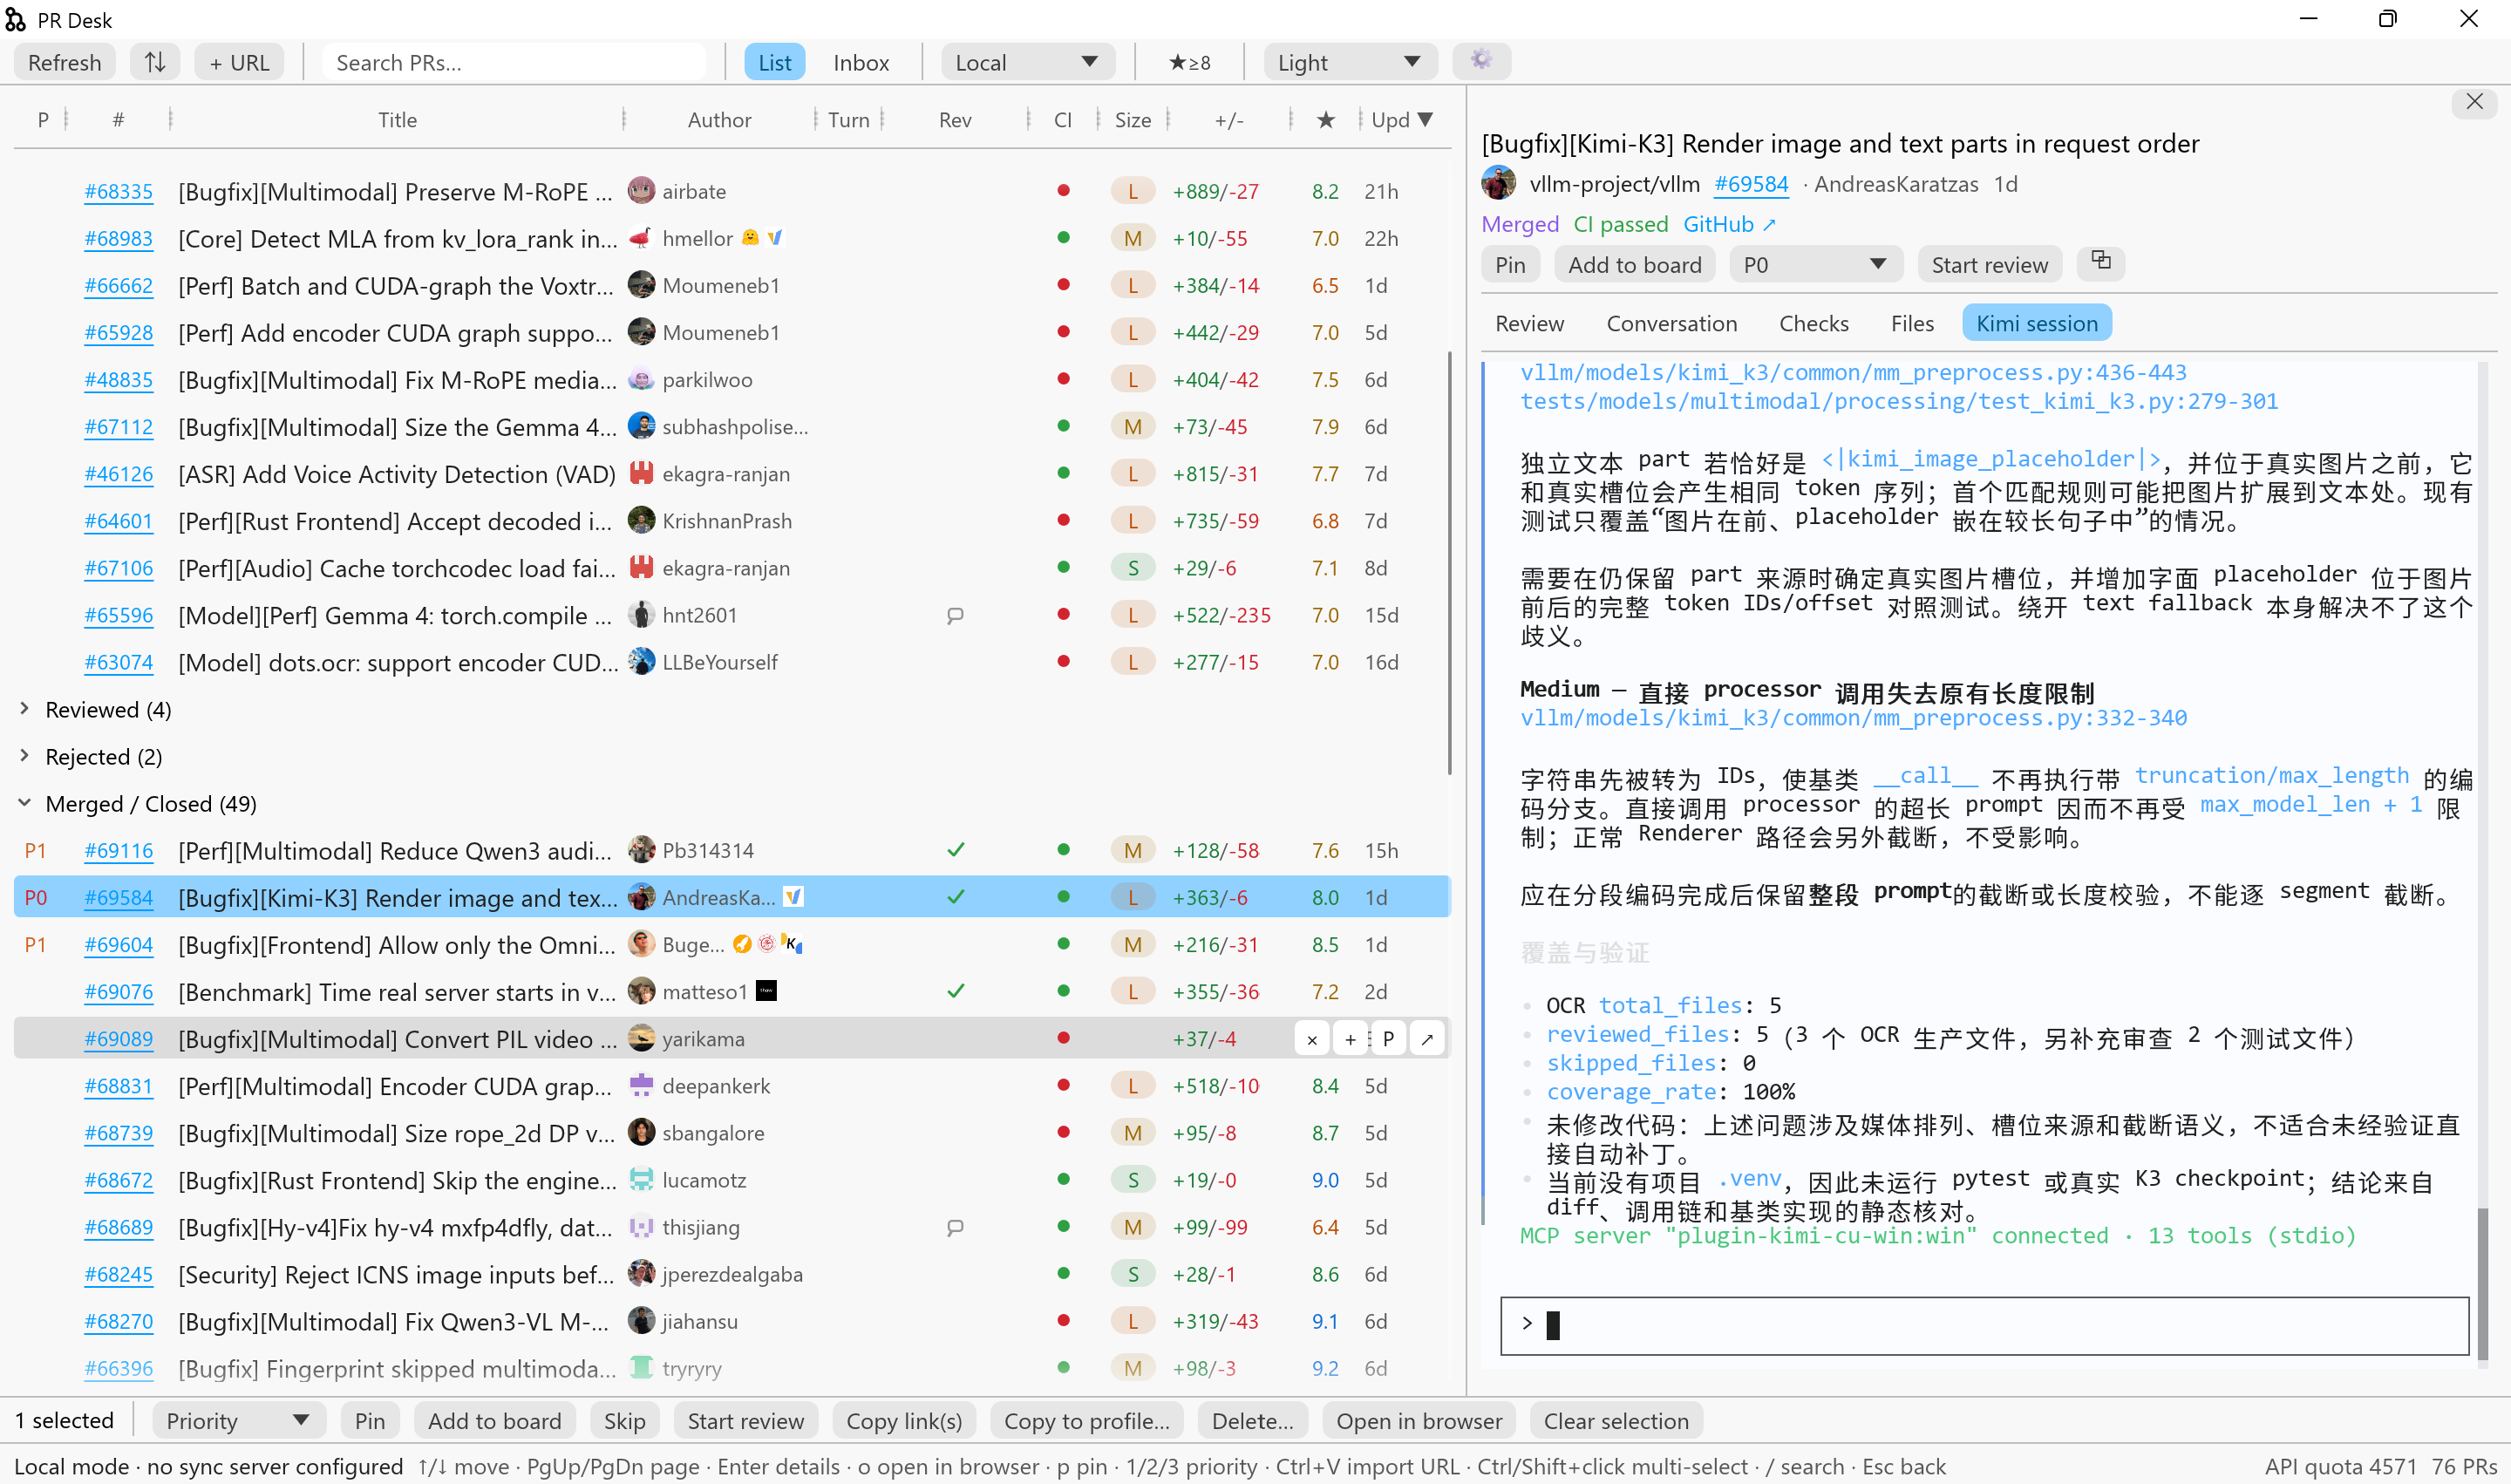 PR Desk
Refresh ↑↓ + URL Search PRs... List Inbox Local ▼ ★≥8 Light ▼
P # Title Author Turn Rev CI Size +/- ★ Upd ▼
#68335 [Bugfix][Multimodal] Preserve M-RoPE ... airbate L +889/-27 8.2 21h
#68983 [Core] Detect MLA from kv_lora_rank in... hmellor M +10/-55 7.0 22h
#66662 [Perf] Batch and CUDA-graph the Voxtr... Moumeneb1 L +384/-14 6.5 1d
#65928 [Perf] Add encoder CUDA graph suppo... Moumeneb1 L +442/-29 7.0 5d
#48835 [Bugfix][Multimodal] Fix M-RoPE media... parkilwoo L +404/-42 7.5 6d
#67112 [Bugfix][Multimodal] Size the Gemma 4... subhashpolise... M +73/-45 7.9 6d
#46126 [ASR] Add Voice Activity Detection (VAD) ekagra-ranjan L +815/-31 7.7 7d
#64601 [Perf][Rust Frontend] Accept decoded i... KrishnanPrash L +735/-59 6.8 7d
#67106 [Perf][Audio] Cache torchcodec load fai... ekagra-ranjan S +29/-6 7.1 8d
#65596 [Model][Perf] Gemma 4: torch.compile ... hnt2601 L +522/-235 7.0 15d
#63074 [Model] dots.ocr: support encoder CUD... LLBeYourself L +277/-15 7.0 16d
Reviewed (4)
Rejected (2)
Merged / Closed (49)
P1 #69116 [Perf][Multimodal] Reduce Qwen3 audi... Pb314314 ✓ M +128/-58 7.6 15h
P0 #69584 [Bugfix][Kimi-K3] Render image and tex... AndreasKa... ✓ L +363/-6 8.0 1d
P1 #69604 [Bugfix][Frontend] Allow only the Omni... Buge... M +216/-31 8.5 1d
#69076 [Benchmark] Time real server starts in v... matteso1 ✓ L +355/-36 7.2 2d
#69089 [Bugfix][Multimodal] Convert PIL video ... yarikama +37/-4 × + P ↗
#68831 [Perf][Multimodal] Encoder CUDA grap... deepankerk L +518/-10 8.4 5d
#68739 [Bugfix][Multimodal] Size rope_2d DP v... sbangalore M +95/-8 8.7 5d
#68672 [Bugfix][Rust Frontend] Skip the engine... lucamotz S +19/-0 9.0 5d
#68689 [Bugfix][Hy-v4]Fix hy-v4 mxfp4dfly, dat... thisjiang M +99/-99 6.4 5d
#68245 [Security] Reject ICNS image inputs bef... jperezdealgaba S +28/-1 8.6 6d
#68270 [Bugfix][Multimodal] Fix Qwen3-VL M-... jiahansu L +319/-43 9.1 6d
#66396 [Bugfix] Fingerprint skipped multimoda... tryryry M +98/-3 9.2 6d
[Bugfix][Kimi-K3] Render image and text parts in request order
vllm-project/vllm #69584 · AndreasKaratzas 1d
Merged CI passed GitHub ↗
Pin Add to board P0 ▼ Start review
Review Conversation Checks Files Kimi session
vllm/models/kimi_k3/common/mm_preprocess.py:436-443
tests/models/multimodal/processing/test_kimi_k3.py:279-301
独立文本 part 若恰好是 <|kimi_image_placeholder|>，并位于真实图片之前，它
和真实槽位会产生相同 token 序列；首个匹配规则可能把图片扩展到文本处。现有
测试只覆盖“图片在前、placeholder 嵌在较长句子中”的情况。
需要在仍保留 part 来源时确定真实图片槽位，并增加字面 placeholder 位于图片
前后的完整 token IDs/offset 对照测试。绕开 text fallback 本身解决不了这个
歧义。
Medium — 直接 processor 调用失去原有长度限制
vllm/models/kimi_k3/common/mm_preprocess.py:332-340
字符串先被转为 IDs，使基类 __call__ 不再执行带 truncation/max_length 的编
码分支。直接调用 processor 的超长 prompt 因而不再受 max_model_len + 1 限
制；正常 Renderer 路径会另外截断，不受影响。
应在分段编码完成后保留整段 prompt的截断或长度校验，不能逐 segment 截断。
覆盖与验证
• OCR total_files: 5
• reviewed_files: 5（3 个 OCR 生产文件，另补充审查 2 个测试文件）
• skipped_files: 0
• coverage_rate: 100%
• 未修改代码：上述问题涉及媒体排列、槽位来源和截断语义，不适合未经验证直
接自动补丁。
• 当前没有项目 .venv，因此未运行 pytest 或真实 K3 checkpoint；结论来自
diff、调用链和基类实现的静态核对。
MCP server "plugin-kimi-cu-win:win" connected · 13 tools (stdio)
>
1 selected Priority ▼ Pin Add to board Skip Start review Copy link(s) Copy to profile... Delete... Open in browser Clear selection
Local mode · no sync server configured ↑/↓ move · PgUp/PgDn page · Enter details · o open in browser · p pin · 1/2/3 priority · Ctrl+V import URL · Ctrl/Shift+click multi-select · / search · Esc back API quota 4571 76 PRs